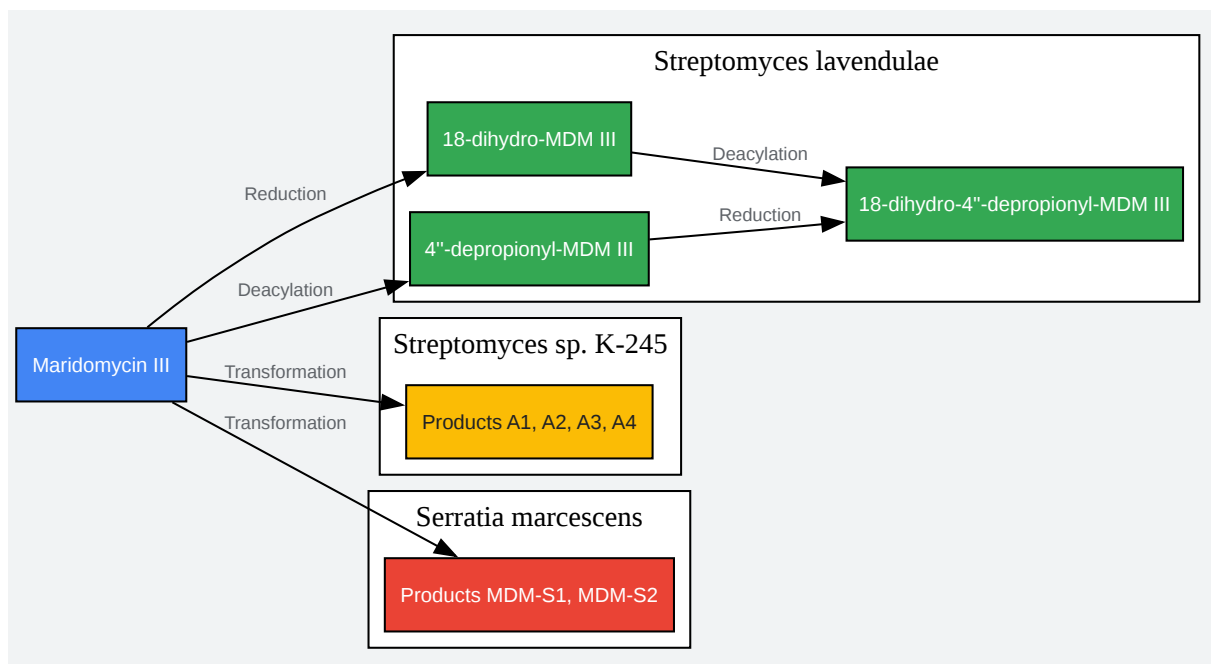 Streptomyces lavendulae
18-dihydro-MDM III
Deacylation
18-dihydro-4"-depropionyl-MDM III
Reduction
4"-depropionyl-MDM III
Reduction
Deacylation
Maridomycin III
Streptomyces sp. K-245
Transformation
Products A1, A2, A3, A4
Transformation
Serratia marcescens
Products MDM-S1, MDM-S2